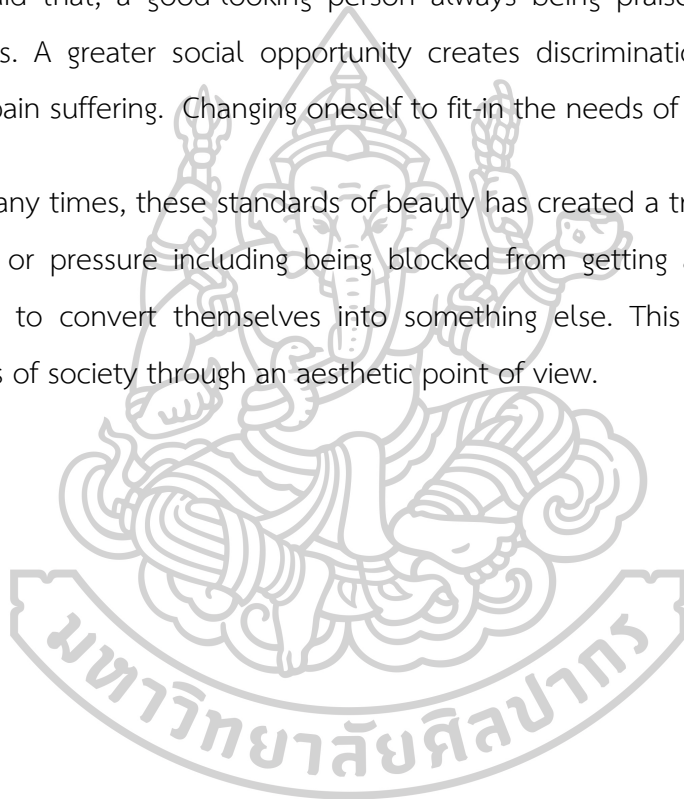 that, a good-looking person always being praise
s. A greater social opportunity creates discriminatio
pain suffering. Changing oneself to fit-in the needs of
any times, these standards of beauty has created a tr
or pressure including being blocked from getting
to convert themselves into something else. This
s of society through an aesthetic point of view.
มหาวิทยาลัยศิลปากร